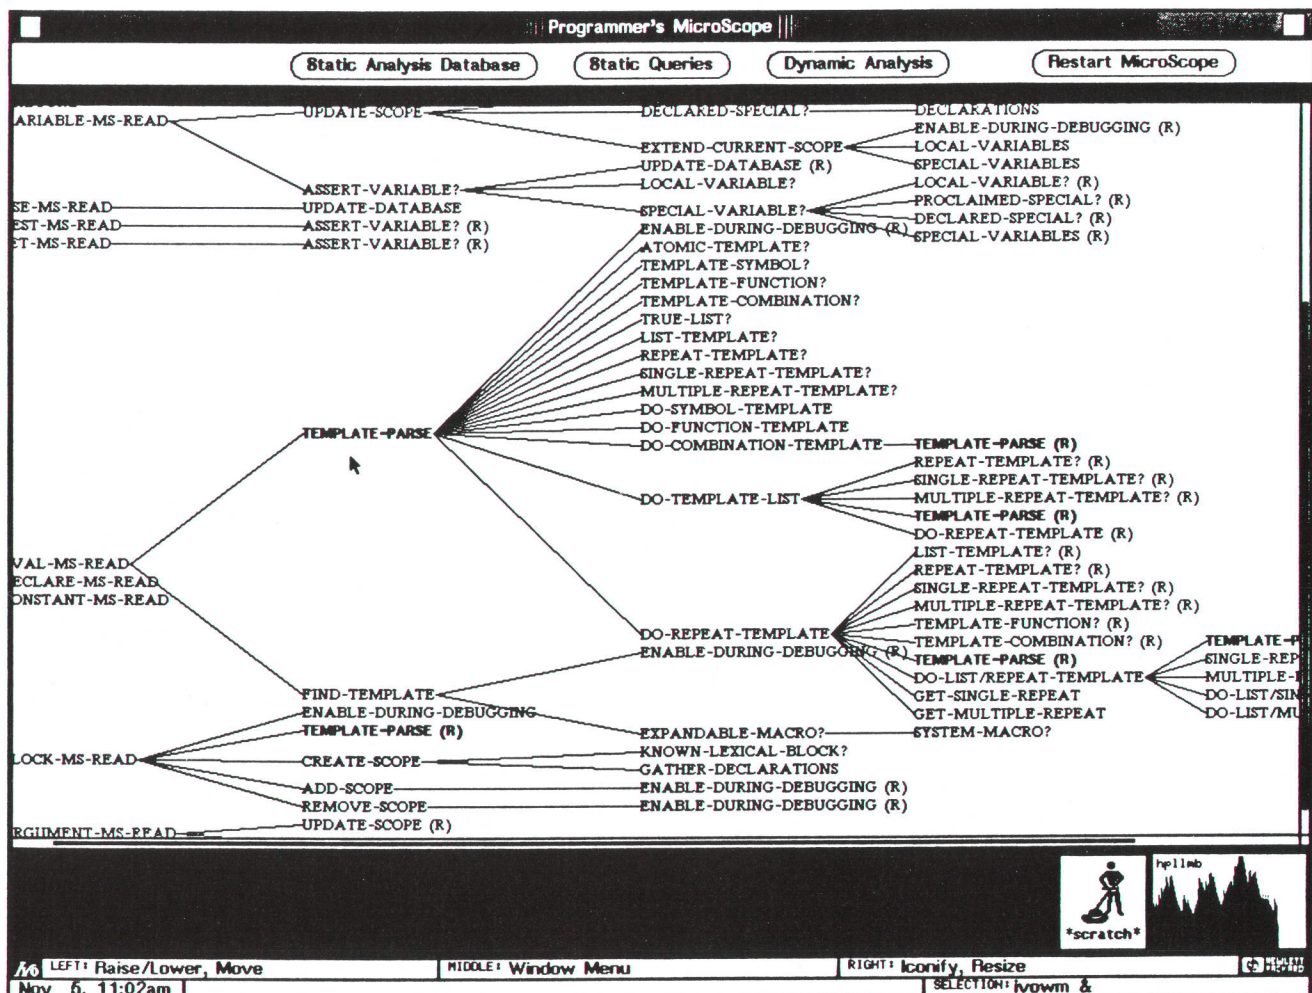 Programmer's MicroScope
Static Analysis Database
Static Queries
Dynamic Analysis
Restart MicroScope
ARIABLE-MS-READ
UPDATE-SCOPE
DECLARED-SPECIAL?
DECLARATIONS
ENABLE-DURING-DEBUGGING (R)
EXTEND-CURRENT-SCOPE
LOCAL-VARIABLES
UPDATE-DATABASE (R)
SPECIAL-VARIABLES
ASSERT-VARIABLE?
LOCAL-VARIABLE?
LOCAL-VARIABLE? (R)
SE-MS-READ
UPDATE-DATABASE
SPECIAL-VARIABLE?
PROCLAIMED-SPECIAL? (R)
EST-MS-READ
ASSERT-VARIABLE? (R)
ENABLE-DURING-DEBUGGING (R)
DECLARED-SPECIAL? (R)
ET-MS-READ
ASSERT-VARIABLE? (R)
SPECIAL-VARIABLES (R)
ATOMIC-TEMPLATE?
TEMPLATE-SYMBOL?
TEMPLATE-FUNCTION?
TEMPLATE-COMBINATION?
TRUE-LIST?
LIST-TEMPLATE?
REPEAT-TEMPLATE?
SINGLE-REPEAT-TEMPLATE?
MULTIPLE-REPEAT-TEMPLATE?
DO-SYMBOL-TEMPLATE
DO-FUNCTION-TEMPLATE
TEMPLATE-PARSE
DO-COMBINATION-TEMPLATE
TEMPLATE-PARSE (R)
REPEAT-TEMPLATE? (R)
SINGLE-REPEAT-TEMPLATE? (R)
DO-TEMPLATE-LIST
MULTIPLE-REPEAT-TEMPLATE? (R)
TEMPLATE-PARSE (R)
DO-REPEAT-TEMPLATE (R)
LIST-TEMPLATE? (R)
VAL-MS-READ
REPEAT-TEMPLATE? (R)
ECLARE-MS-READ
SINGLE-REPEAT-TEMPLATE? (R)
ONSTANT-MS-READ
MULTIPLE-REPEAT-TEMPLATE? (R)
TEMPLATE-FUNCTION? (R)
DO-REPEAT-TEMPLATE
TEMPLATE-COMBINATION? (R)
TEMPLATE-P
ENABLE-DURING-DEBUGGING (R)
TEMPLATE-PARSE (R)
SINGLE-REP
DO-LIST/REPEAT-TEMPLATE
MULTIPLE-
FIND-TEMPLATE
GET-SINGLE-REPEAT
DO-LIST/SIN
ENABLE-DURING-DEBUGGING
GET-MULTIPLE-REPEAT
DO-LIST/MU
TEMPLATE-PARSE (R)
EXPANDABLE-MACRO?
SYSTEM-MACRO?
LOCK-MS-READ
CREATE-SCOPE
KNOWN-LEXICAL-BLOCK?
GATHER-DECLARATIONS
ADD-SCOPE
ENABLE-DURING-DEBUGGING (R)
REMOVE-SCOPE
ENABLE-DURING-DEBUGGING (R)
RGUMENT-MS-READ
UPDATE-SCOPE (R)
hpllmb
*scratch*
LEFT: Raise/Lower, Move
MIDDLE: Window Menu
RIGHT: Iconify, Resize
Nov 5, 11:02am
SELECTION: ivowm &